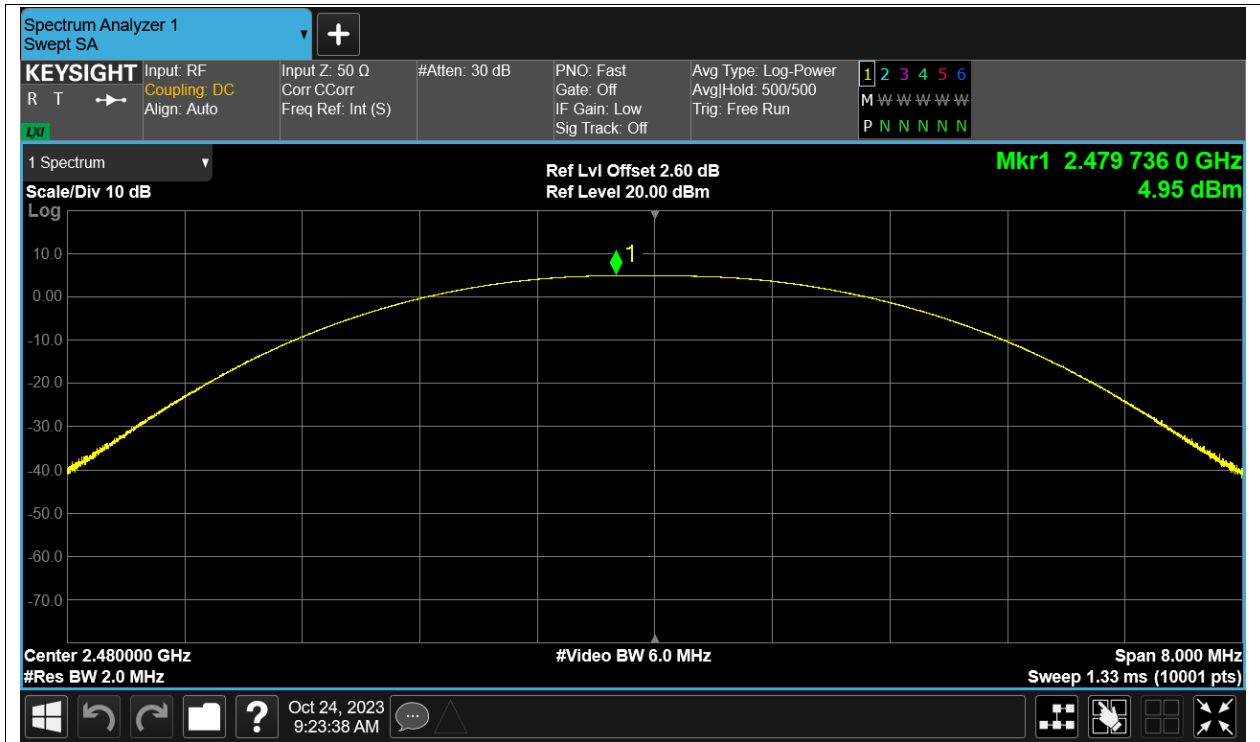 Spectrum Analyzer 1
Swept SA
KEYSIGHT
R T
LXI
Input: RF
Coupling: DC
Align: Auto
Input Z: 50 Ω
Corr CCorr
Freq Ref: Int (S)
#Atten: 30 dB
PNO: Fast
Gate: Off
IF Gain: Low
Sig Track: Off
Avg Type: Log-Power
Avg|Hold: 500/500
Trig: Free Run
1 2 3 4 5 6
M W W W W W
P N N N N N
1 Spectrum
Scale/Div 10 dB
Log
Ref Lvl Offset 2.60 dB
Ref Level 20.00 dBm
Mkr1 2.479 736 0 GHz
4.95 dBm
1
10.0
0.00
-10.0
-20.0
-30.0
-40.0
-50.0
-60.0
-70.0
Center 2.480000 GHz
#Res BW 2.0 MHz
#Video BW 6.0 MHz
Span 8.000 MHz
Sweep 1.33 ms (10001 pts)
?
Oct 24, 2023
9:23:38 AM